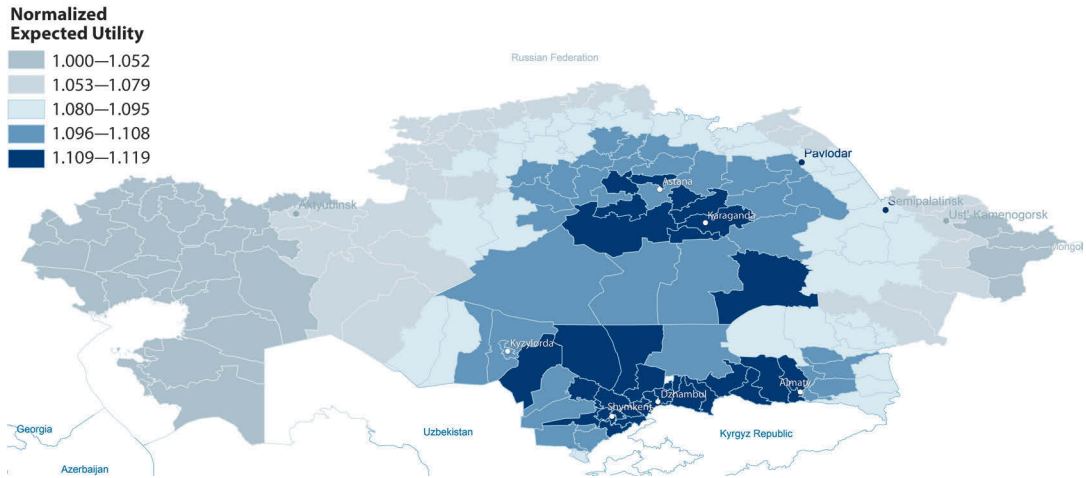 Normalized
Expected Utility
1.000—1.052
1.053—1.079
1.080—1.095
1.096—1.108
1.109—1.119
Russian Federation
Pavlodar
Astana
Aktyubinsk
Semipalatinsk
Karaganda
Ust'-Kamenogorsk
Mongol
Kyzylorda
Almaty
Dzhambul
Shymkent
Georgia
Uzbekistan
Kyrgyz Republic
Azerbaijan